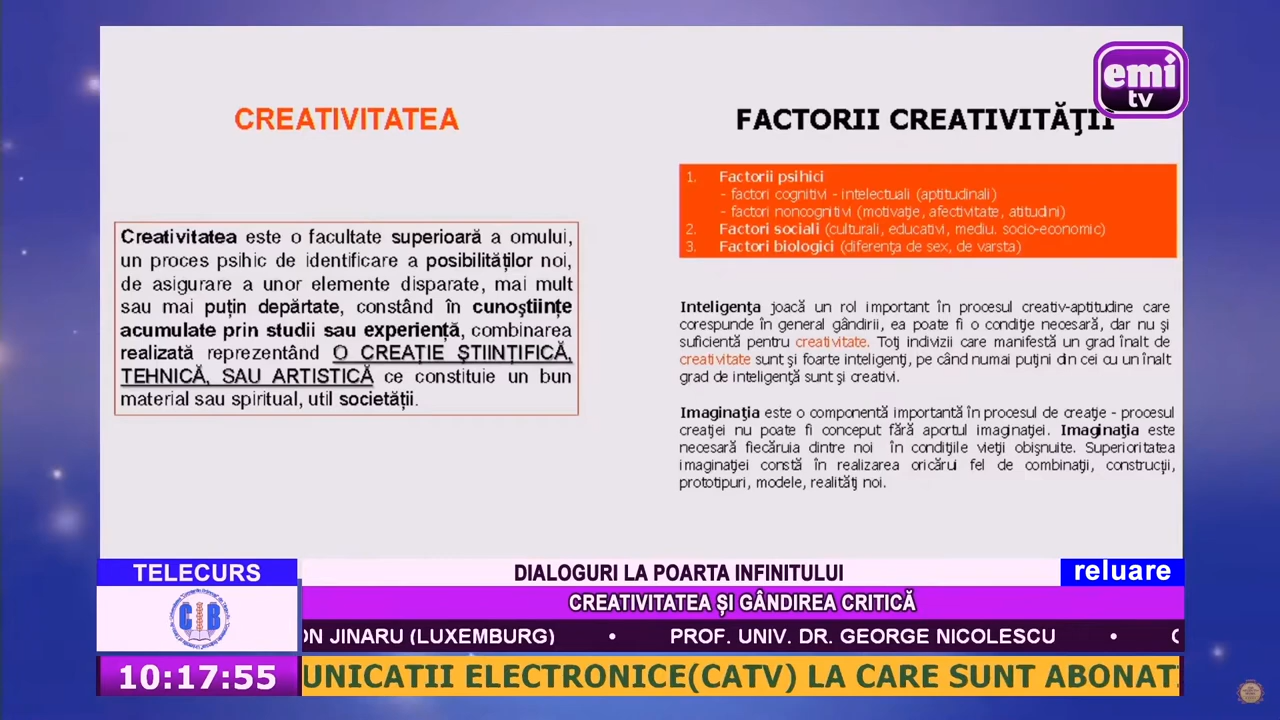 emi
tv
CREATIVITATEA
Creativitatea este o facultate superioară a omului,
un proces psihic de identificare a posibilităţilor noi,
de asigurare a unor elemente disparate, mai mult
sau mai puţin depărtate, constând în cunoştiinţe
acumulate prin studii sau experienţă, combinarea
realizată reprezentând O CREAŢIE ŞTIINŢIFICĂ,
TEHNICĂ, SAU ARTISTICĂ ce constituie un bun
material sau spiritual, util societăţii.
FACTORII CREATIVITĂŢII
1. Factorii psihici
- factori cognitivi - intelectuali (aptitudinali)
- factori noncognitivi (motivaţie, afectivitate, atitudini)
2. Factori sociali (culturali, educativi, mediu. socio-economic)
3. Factori biologici (diferenţa de sex, de varsta)
Inteligenţa joacă un rol important în procesul creativ-aptitudine care
corespunde în general gândirii, ea poate fi o condiţie necesară, dar nu şi
suficientă pentru creativitate. Toţi indivizii care manifestă un grad înalt de
creativitate sunt şi foarte inteligenţi, pe când numai puţini din cei cu un înalt
grad de inteligenţă sunt şi creativi.
Imaginaţia este o componentă importantă în procesul de creaţie - procesul
creaţiei nu poate fi conceput fără aportul imaginaţiei. Imaginaţia este
necesară fiecăruia dintre noi în condiţiile vieţii obişnuite. Superioritatea
imaginaţiei constă în realizarea oricărui fel de combinaţii, construcţii,
prototipuri, modele, realităţi noi.
TELECURS
DIALOGURI LA POARTA INFINITULUI
reluare
CREATIVITATEA ȘI GÂNDIREA CRITICĂ
CB
ON JINARU (LUXEMBURG) • PROF. UNIV. DR. GEORGE NICOLESCU •
10:17:55
UNICATII ELECTRONICE(CATV) LA CARE SUNT ABONAT